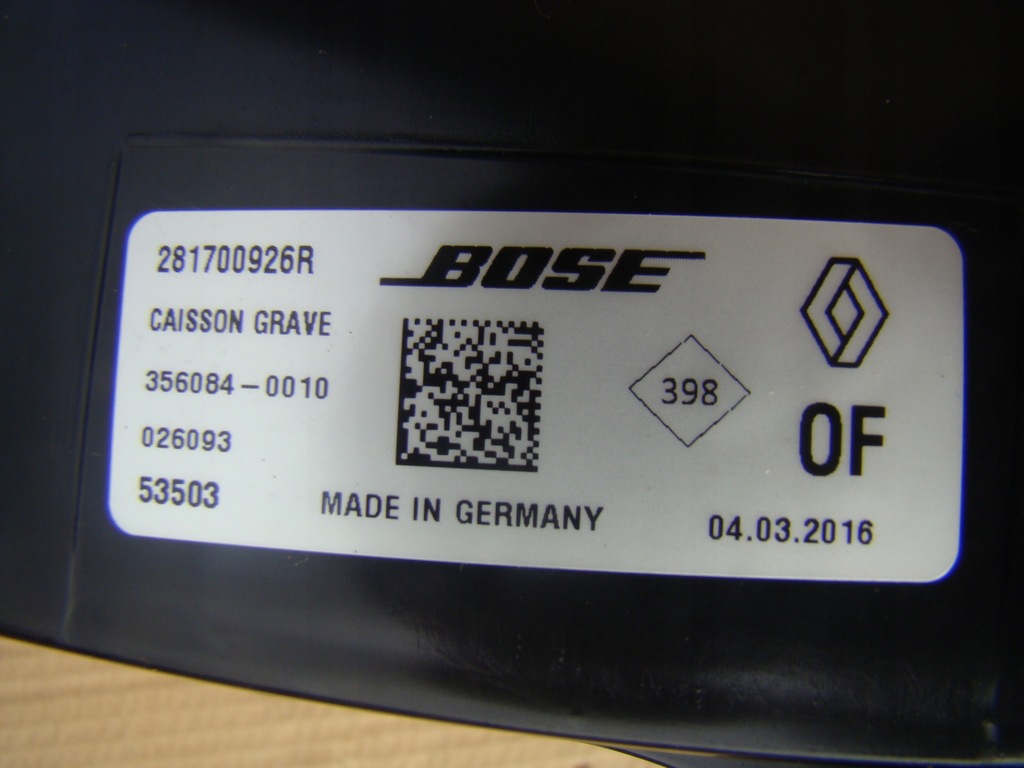 281700926R
BOSE
CAISSON GRAVE
356084-0010
398
026093
OF
53503
MADE IN GERMANY
04.03.2016